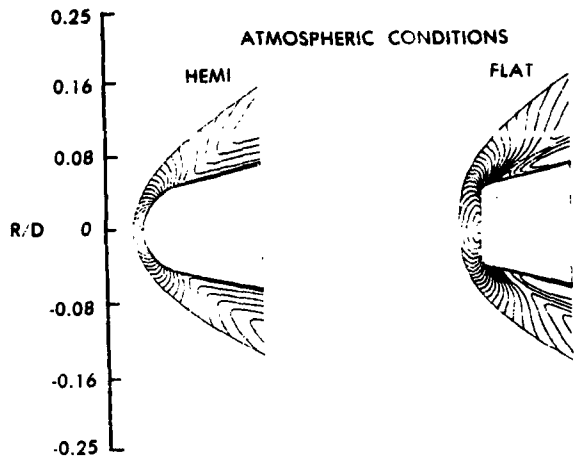 0.25
ATMOSPHERIC CONDITIONS
HEMI
FLAT
0.16
0.08
R/D
0
-0.08
-0.16
-0.25